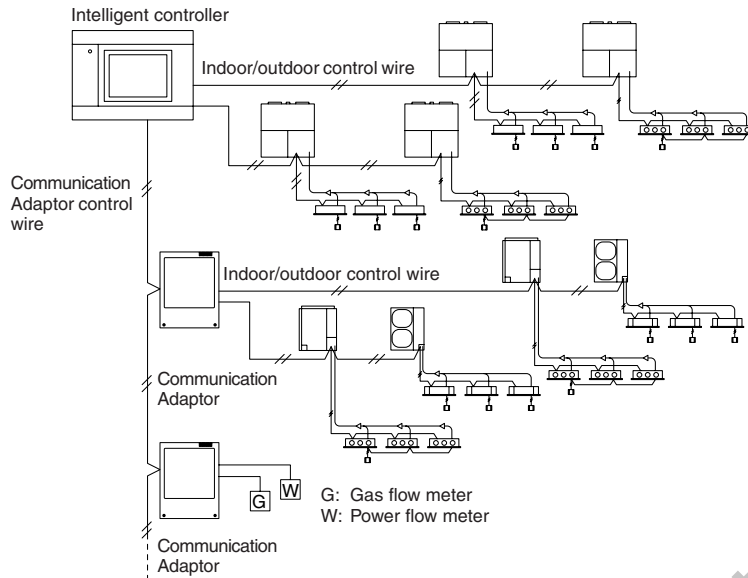 Intelligent controller
Indoor/outdoor control wire
Communication
Adaptor control
wire
Indoor/outdoor control wire
Communication
Adaptor
G
W
G: Gas flow meter
W: Power flow meter
Communication
Adaptor